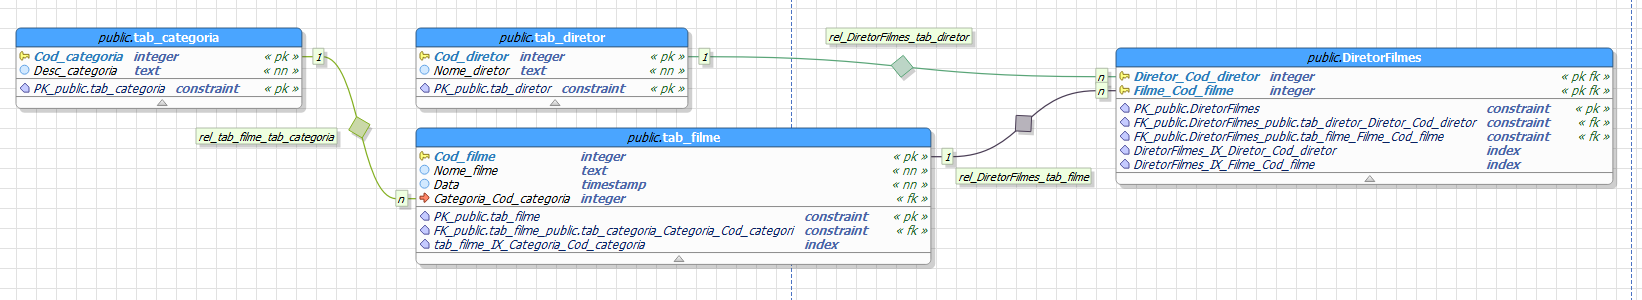 public.tab_categoria
Cod_categoria integer « pk »
Desc_categoria text « nn »
PK_public.tab_categoria constraint « pk »
1
rel_tab_filme_tab_categoria
n
public.tab_diretor
Cod_diretor integer « pk »
Nome_diretor text « nn »
PK_public.tab_diretor constraint « pk »
1
rel_DiretorFilmes_tab_diretor
n
public.tab_filme
Cod_filme integer « pk »
Nome_filme text « nn »
Data timestamp « nn »
Categoria_Cod_categoria integer « fk »
PK_public.tab_filme constraint « pk »
FK_public.tab_filme_public.tab_categoria_Categoria_Cod_categori constraint « fk »
tab_filme_IX_Categoria_Cod_categoria index
1
rel_DiretorFilmes_tab_filme
n
public.DiretorFilmes
Diretor_Cod_diretor integer « pk fk »
Filme_Cod_filme integer « pk fk »
PK_public.DiretorFilmes constraint « pk »
FK_public.DiretorFilmes_public.tab_diretor_Diretor_Cod_diretor constraint « fk »
FK_public.DiretorFilmes_public.tab_filme_Filme_Cod_filme constraint « fk »
DiretorFilmes_IX_Diretor_Cod_diretor index
DiretorFilmes_IX_Filme_Cod_filme index